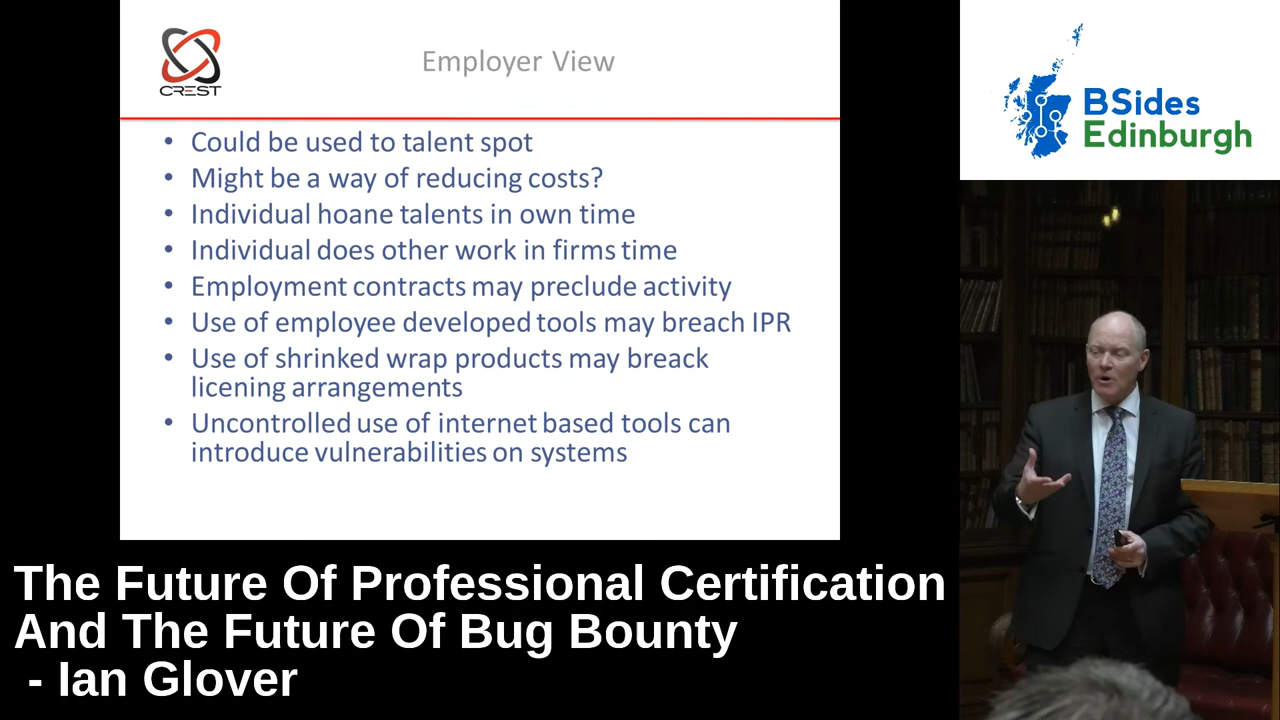 CREST
Employer View
• Could be used to talent spot
• Might be a way of reducing costs?
• Individual hoane talents in own time
• Individual does other work in firms time
• Employment contracts may preclude activity
• Use of employee developed tools may breach IPR
• Use of shrinked wrap products may breack
licening arrangements
• Uncontrolled use of internet based tools can
introduce vulnerabilities on systems
BSides
Edinburgh
The Future Of Professional Certification
And The Future Of Bug Bounty
- Ian Glover